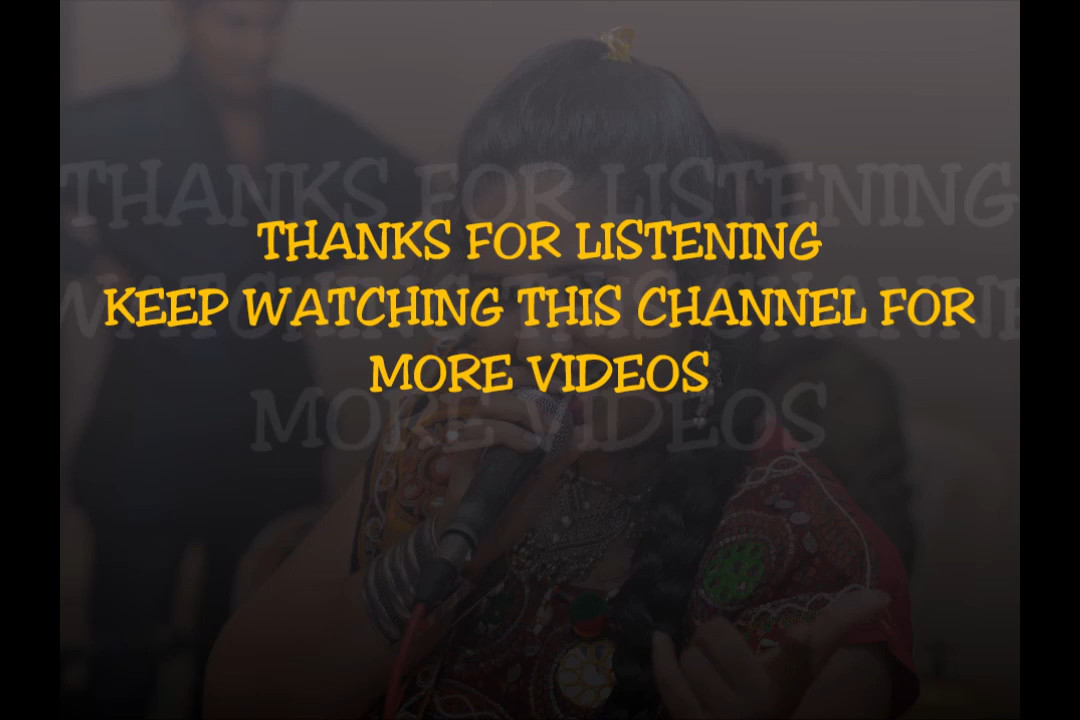 THANKS FOR LISTENING
KEEP WATCHING THIS CHANNEL FOR
MORE VIDEOS